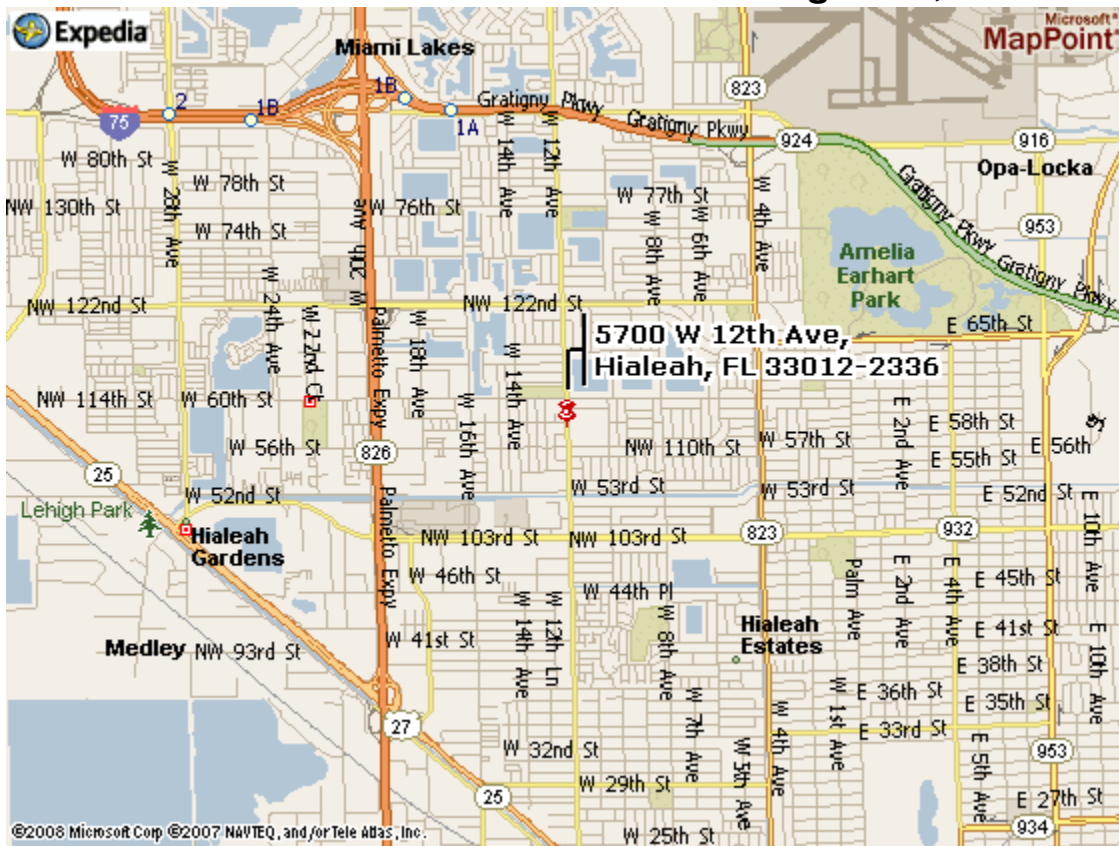 Expedia
Microsoft®
MapPoint®
Miami Lakes
823
2
1B
1B
1A
Gratigny Pkwy
Gratigny Pkwy
75
924
916
W 80th St
W 28th Ave
W 14th Ave
W 12th Ave
Opa-Locka
W 78th St
W 77th St
W 4th Ave
NW 130th St
W 76th St
W 20th Ave
W 8th Ave
W 6th Ave
953
W 74th St
Gratigny Pkwy
Gratigny Pkwy
Amelia
Earhart
Park
W 24th Ave
NW 122nd St
NW 122nd St
Palmetto Expy
W 18th Ave
E 65th St
5700 W 12th Ave,
Hialeah, FL 33012-2336
W 14th Ave
NW 114th St
W 60th St
W 16th Ave
E 2nd Ave
E 58th St
W 56th St
826
NW 110th St
W 57th St
E 56th
E 55th St
25
W 52nd St
W 53rd St
W 53rd St
E 52nd St
E 10th Ave
Lehigh Park
Palmetto Expy
Hialeah
Gardens
NW 103rd St
NW 103rd St
823
932
W 46th St
W 44th Pl
Palm Ave
E 2nd Ave
E 4th Ave
E 45th St
W 14th Ave
W 12th Ln
W 8th Ave
Hialeah
Estates
E 41st St
W 41st St
Medley
NW 93rd St
E 38th St
E 10th Ave
E 36th St
E 35th St
W 7th Ave
W 4th Ave
W 1st Ave
27
E 33rd St
W 32nd St
W 5th Ave
E 5th Ave
953
W 29th St
25
E 27th St
W 25th St
934
©2008 Microsoft Corp ©2007 NAVTEQ, and/or Tele Atlas, Inc.